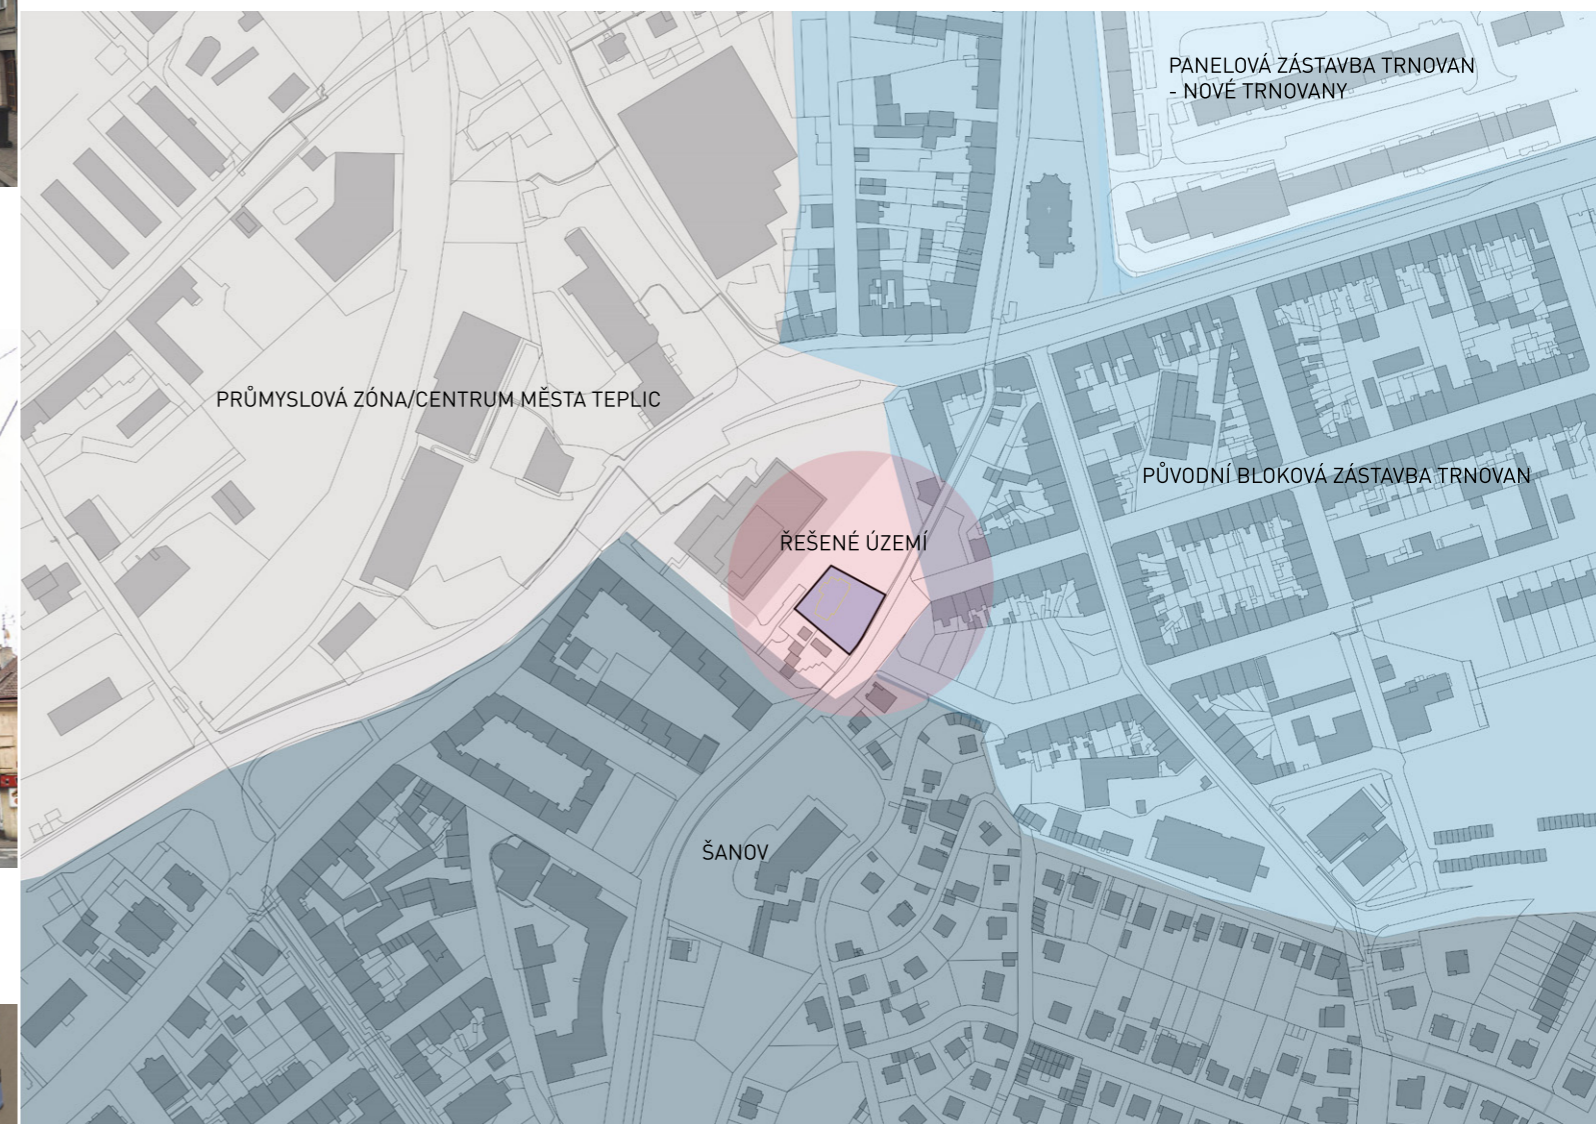 PANELOVÁ ZÁSTAVBA TRNOVAN
- NOVÉ TRNOVANY
PRŮMYSLOVÁ ZÓNA/CENTRUM MĚSTA TEPLIC
PŮVODNÍ BLOKOVÁ ZÁSTAVBA TRNOVAN
ŘEŠENÉ ÚZEMÍ
ŠANOV